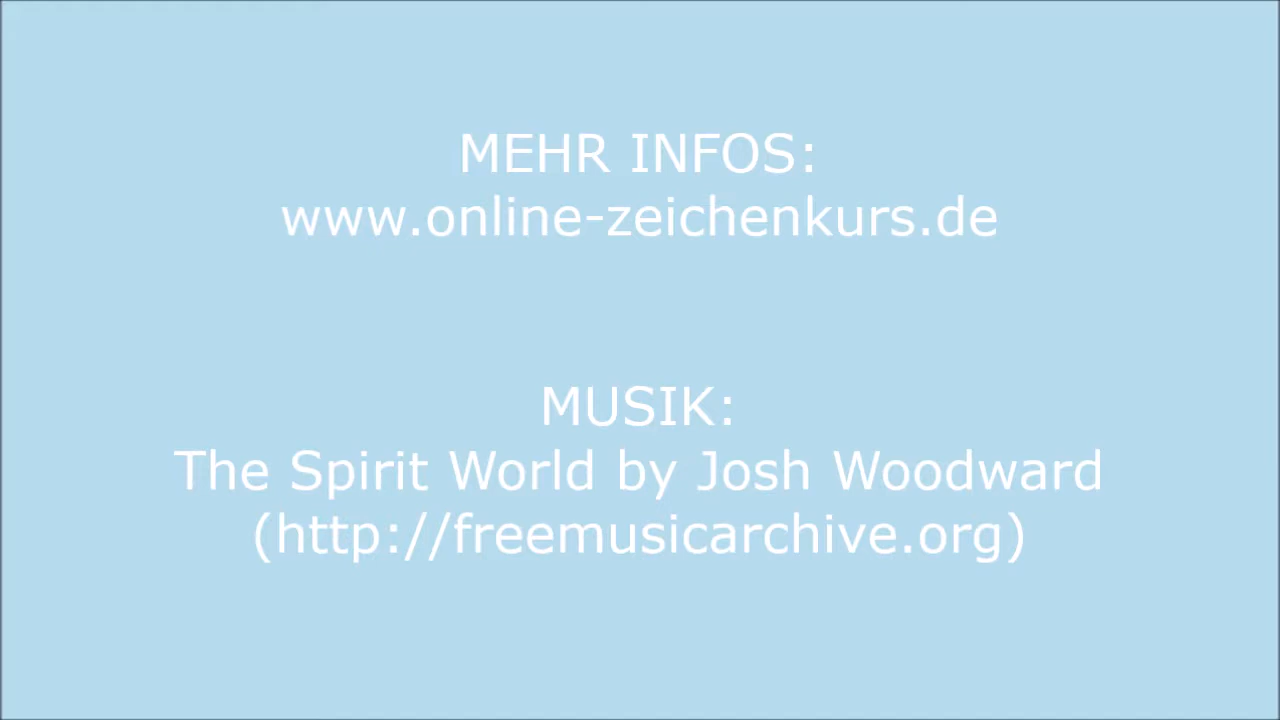 MEHR INFOS:
www.online-zeichenkurs.de
MUSIK:
The Spirit World by Josh Woodward
(http://freemusicarchive.org)